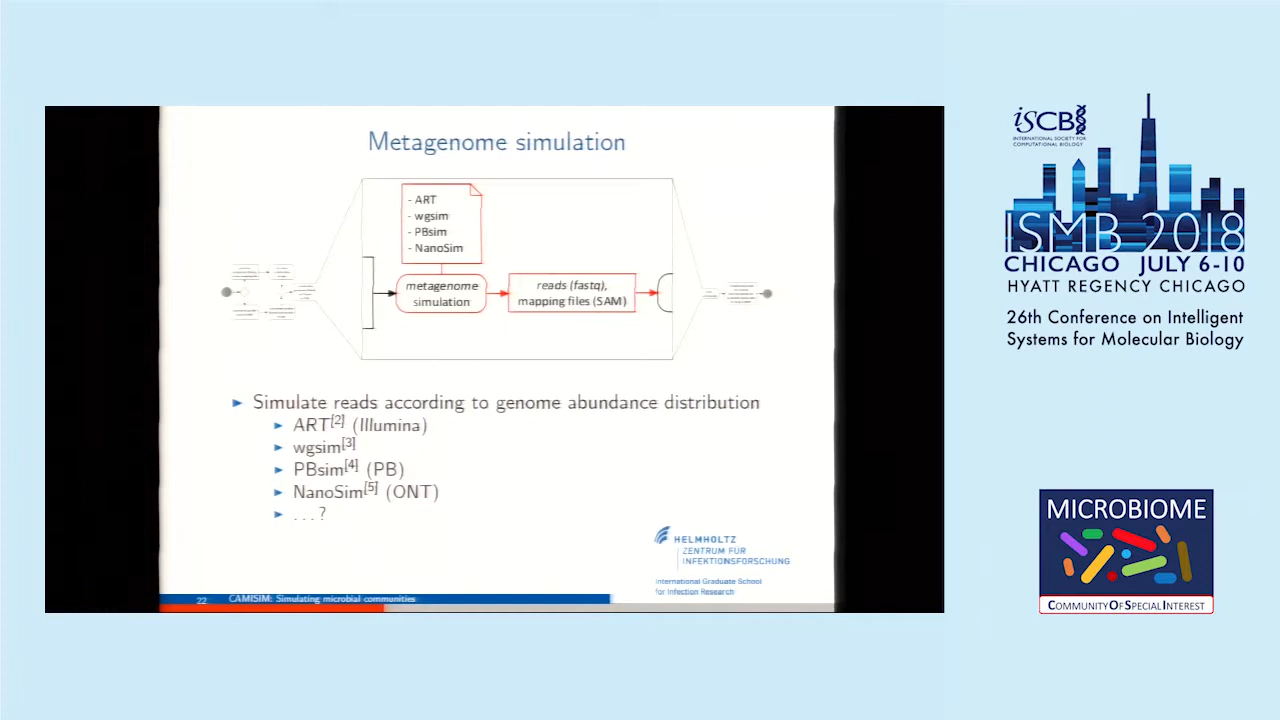 Metagenome simulation
- ART
- wgsim
- PBsim
- NanoSim
metagenome
simulation
reads (fastq),
mapping files (SAM)
► Simulate reads according to genome abundance distribution
► ART[2] (Illumina)
► wgsim[3]
► PBsim[4] (PB)
► NanoSim[5] (ONT)
► . . . ?
HELMHOLTZ
ZENTRUM FÜR
INFEKTIONSFORSCHUNG
International Graduate School
for Infection Research
22 CAMISIM: Simulating microbial communities
iSCB
INTERNATIONAL SOCIETY FOR
COMPUTATIONAL BIOLOGY
ISMB 2018
CHICAGO JULY 6-10
HYATT REGENCY CHICAGO
26th Conference on Intelligent
Systems for Molecular Biology
MICROBIOME
COMMUNITY OF SPECIAL INTEREST